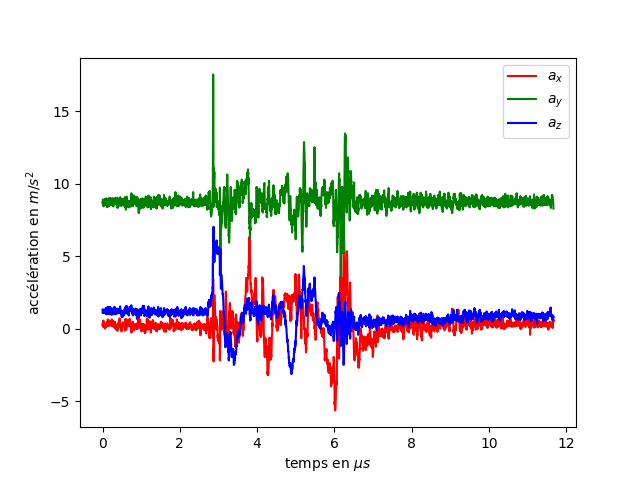 a_x
a_y
a_z
accélération en m/s²
15
10
5
0
−5
0 2 4 6 8 10 12
temps en μs